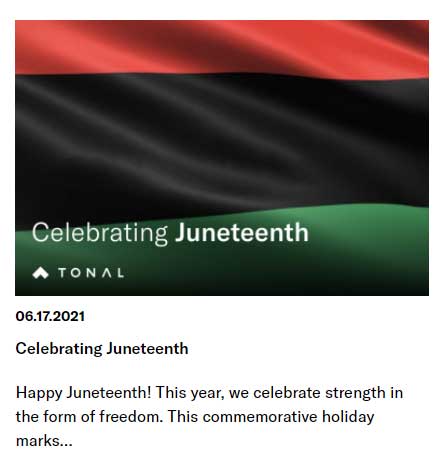 Celebrating Juneteenth
TONAL
06.17.2021
Celebrating Juneteenth
Happy Juneteenth! This year, we celebrate strength in
the form of freedom. This commemorative holiday
marks...